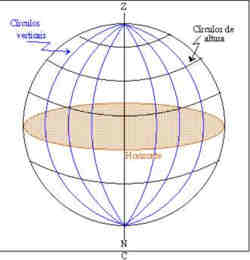 Z
Círculos
verticais
Círculos de
altura
Horizonte
N
C